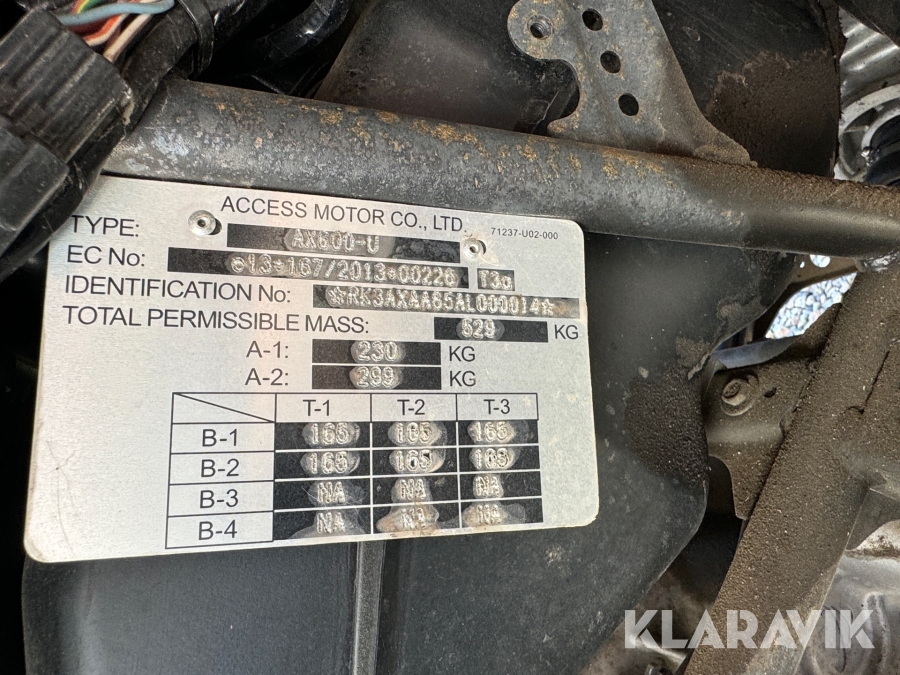 ACCESS MOTOR CO., LTD.
71237-U02-000
TYPE: AX600-U
EC No: e13*167/2013*00226 T3a
IDENTIFICATION No: ☆RK3AXAA65AL000014☆
TOTAL PERMISSIBLE MASS: 529 KG
A-1: 230 KG
A-2: 299 KG
T-1 T-2 T-3
B-1 165 165 165
B-2 165 165 165
B-3 NA NA NA
B-4 NA NA NA
KLARAVIK